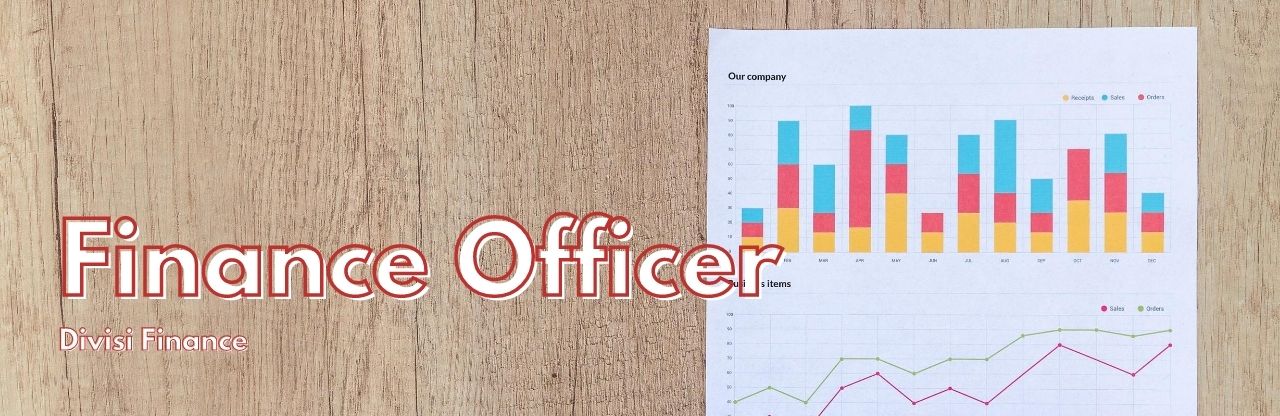 Our company
Receipts Sales Orders
100
90
80
70
60
50
40
30
20
10
FEB MAR APR MAY JUN JUL AUG SEP OCT NOV DEC
Finance Officer
items
Sales Orders
100
90
80
70
60
50
40
Divisi Finance